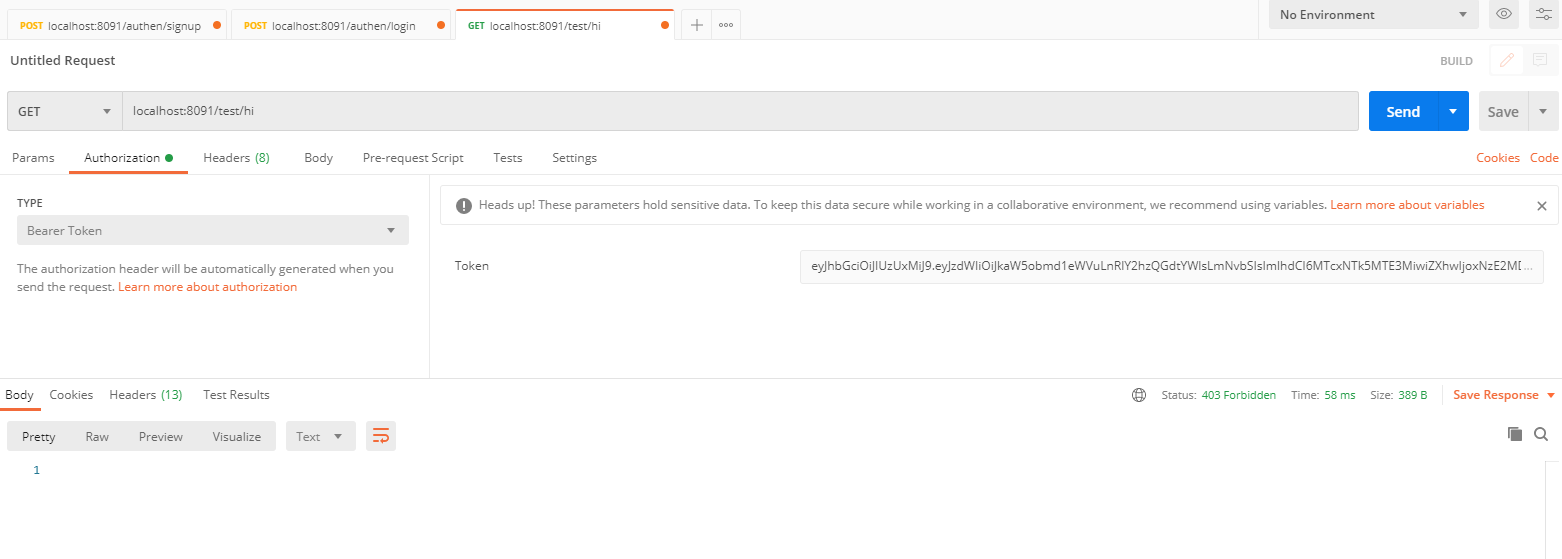 POST localhost:8091/authen/signup
POST localhost:8091/authen/login
GET localhost:8091/test/hi
No Environment
Untitled Request
BUILD
GET localhost:8091/test/hi
Send
Save
Params Authorization Headers (8) Body Pre-request Script Tests Settings
Cookies Code
TYPE
Bearer Token
The authorization header will be automatically generated when you
send the request. Learn more about authorization
Heads up! These parameters hold sensitive data. To keep this data secure while working in a collaborative environment, we recommend using variables. Learn more about variables
Token
Body Cookies Headers (13) Test Results
Status: 403 Forbidden Time: 58 ms Size: 389 B Save Response
Pretty Raw Preview Visualize Text
1